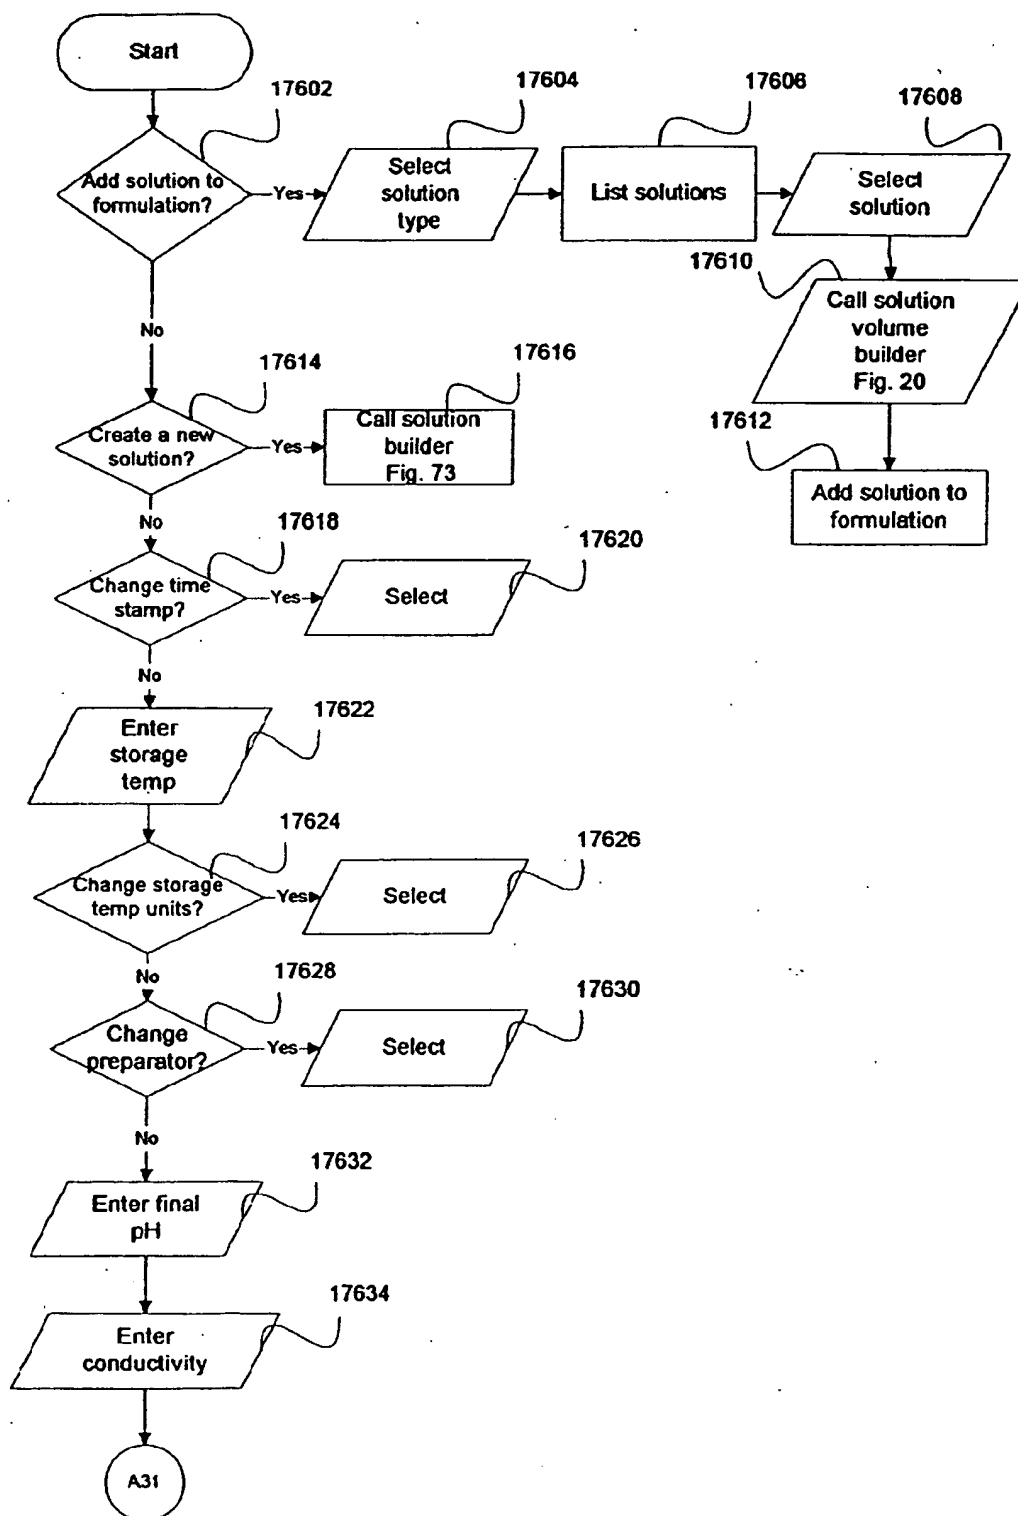 Start
17602
17604
17606
17608
Add solution to
formulation?
Yes
Select
solution
type
List solutions
Select
solution
17610
Call solution
volume
builder
Fig. 20
No
17612
Add solution to
formulation
17614
17616
Create a new
solution?
Yes
Call solution
builder
Fig. 73
No
17618
17620
Change time
stamp?
Yes
Select
No
17622
Enter
storage
temp
17624
17626
Change storage
temp units?
Yes
Select
No
17628
17630
Change
preparator?
Yes
Select
No
17632
Enter final
pH
17634
Enter
conductivity
A31